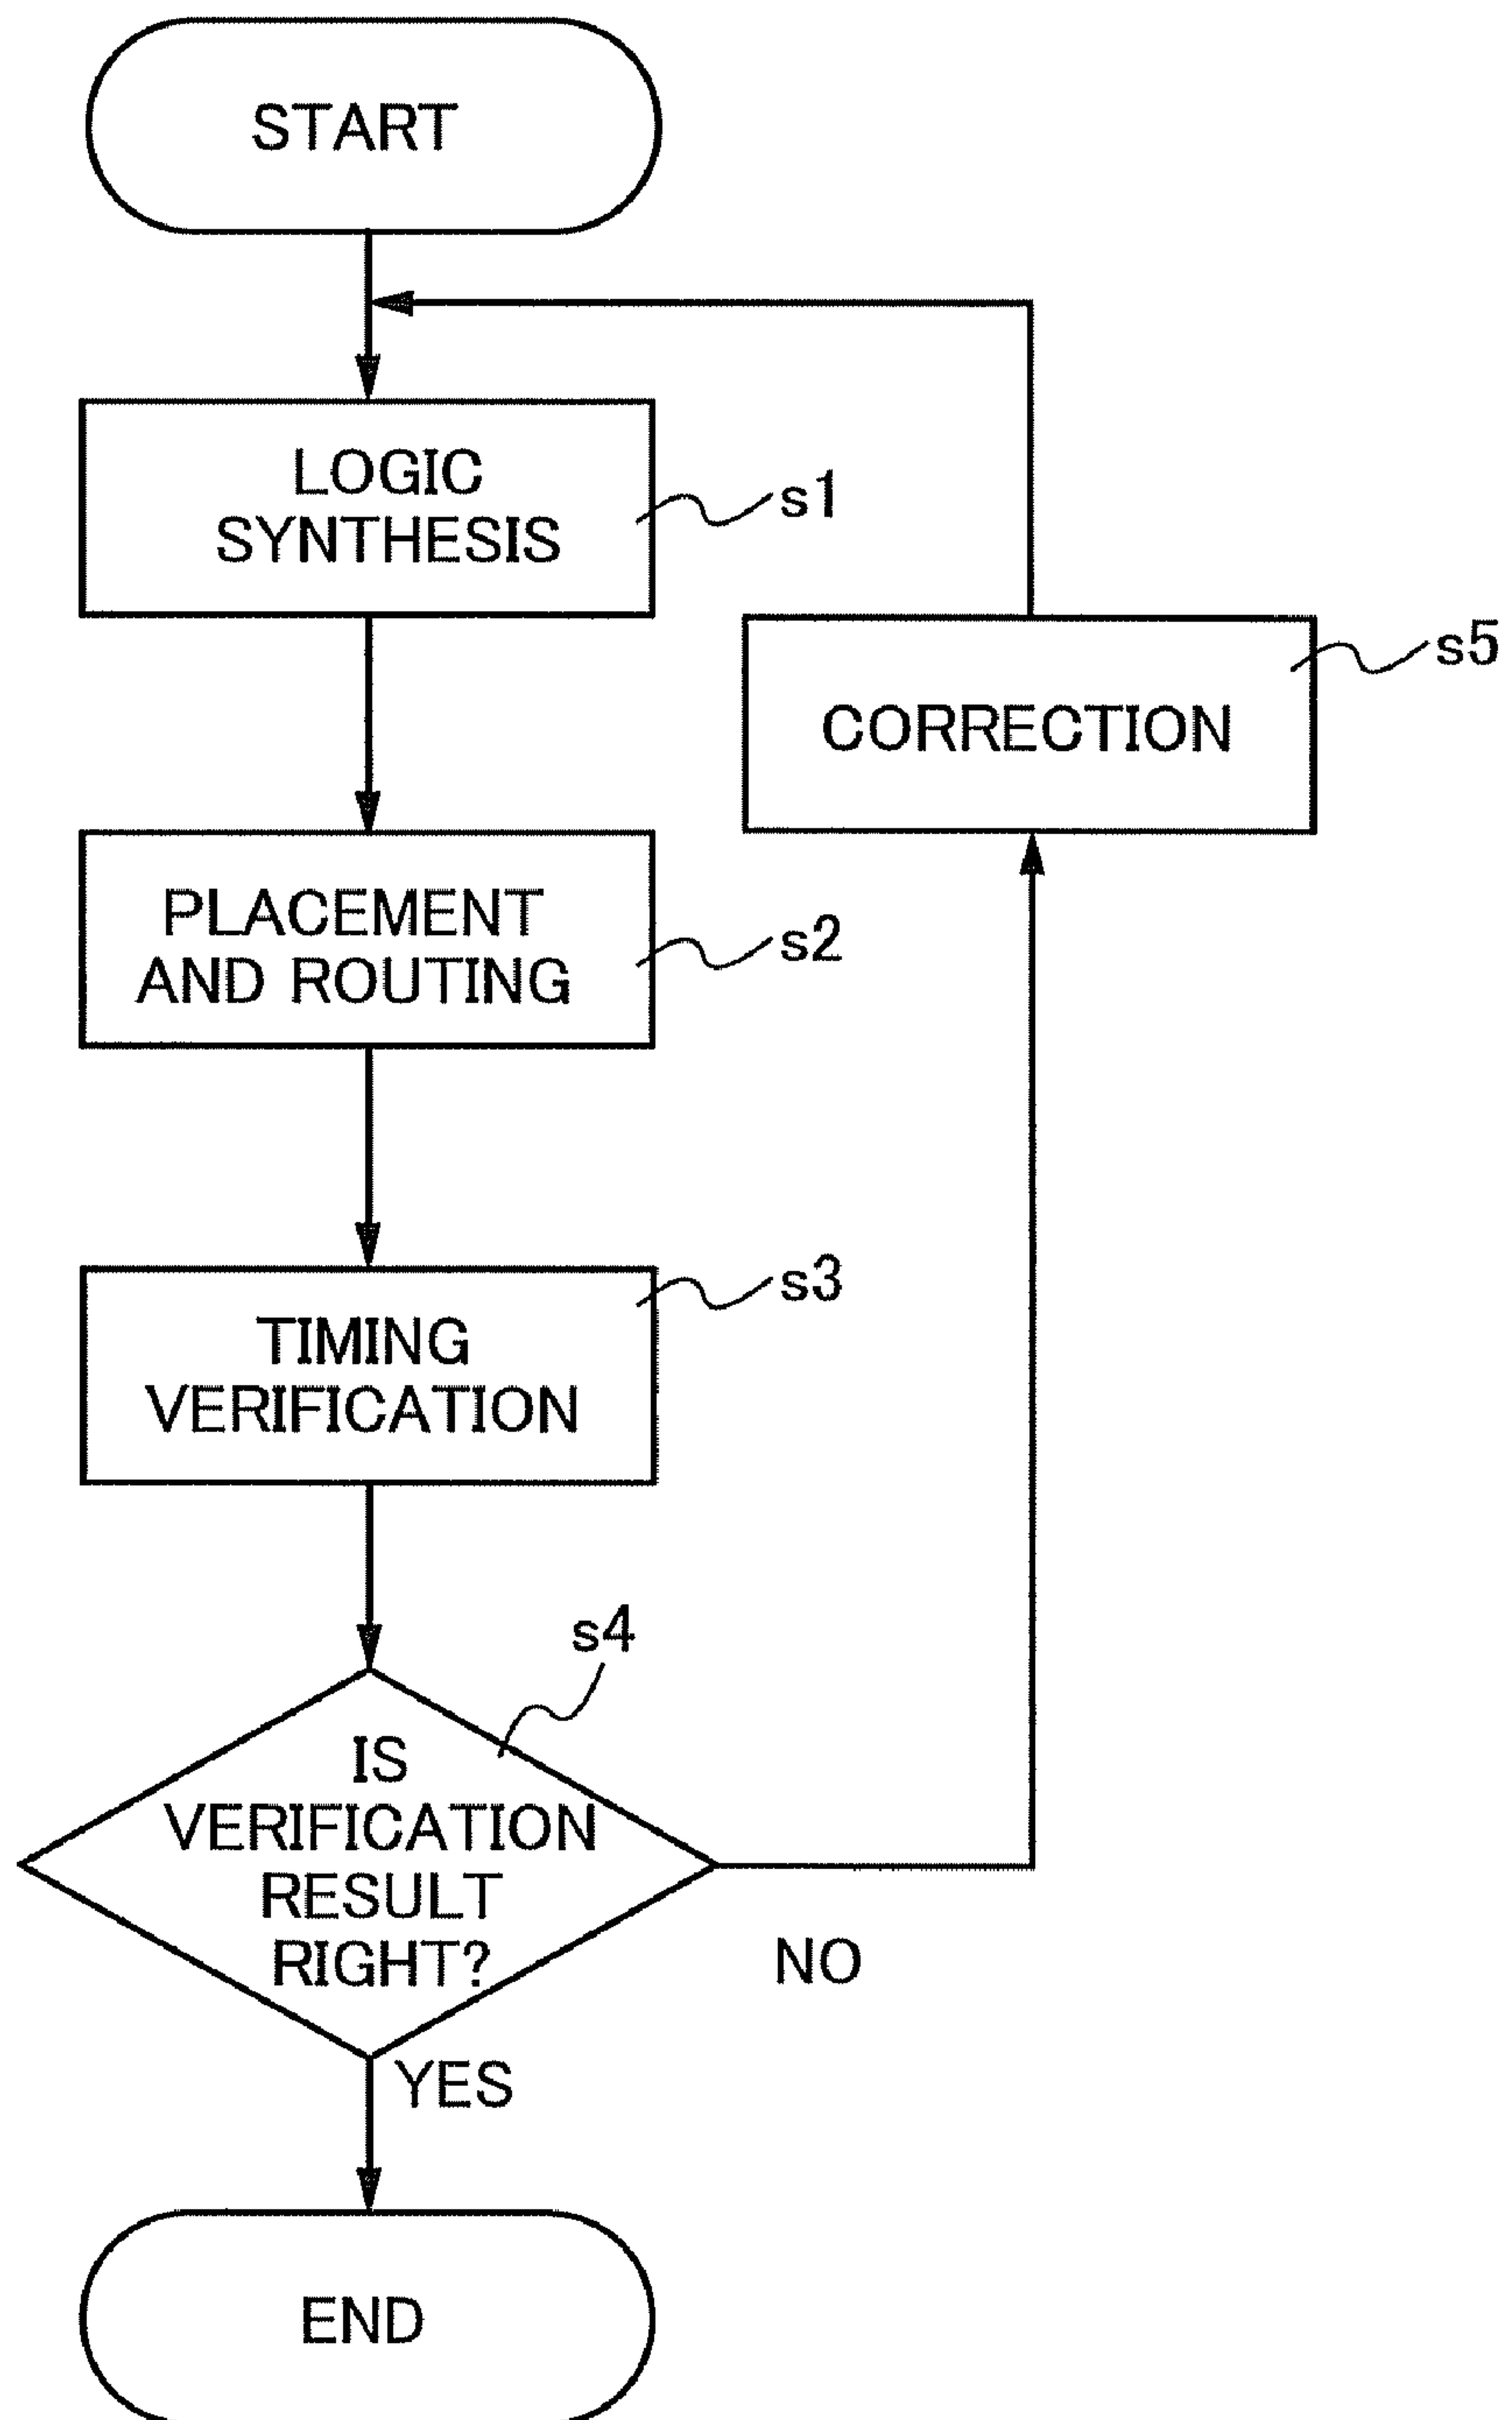 START
LOGIC
SYNTHESIS
s1
CORRECTION
s5
PLACEMENT
AND ROUTING
s2
TIMING
VERIFICATION
s3
s4
IS
VERIFICATION
RESULT
RIGHT?
NO
YES
END